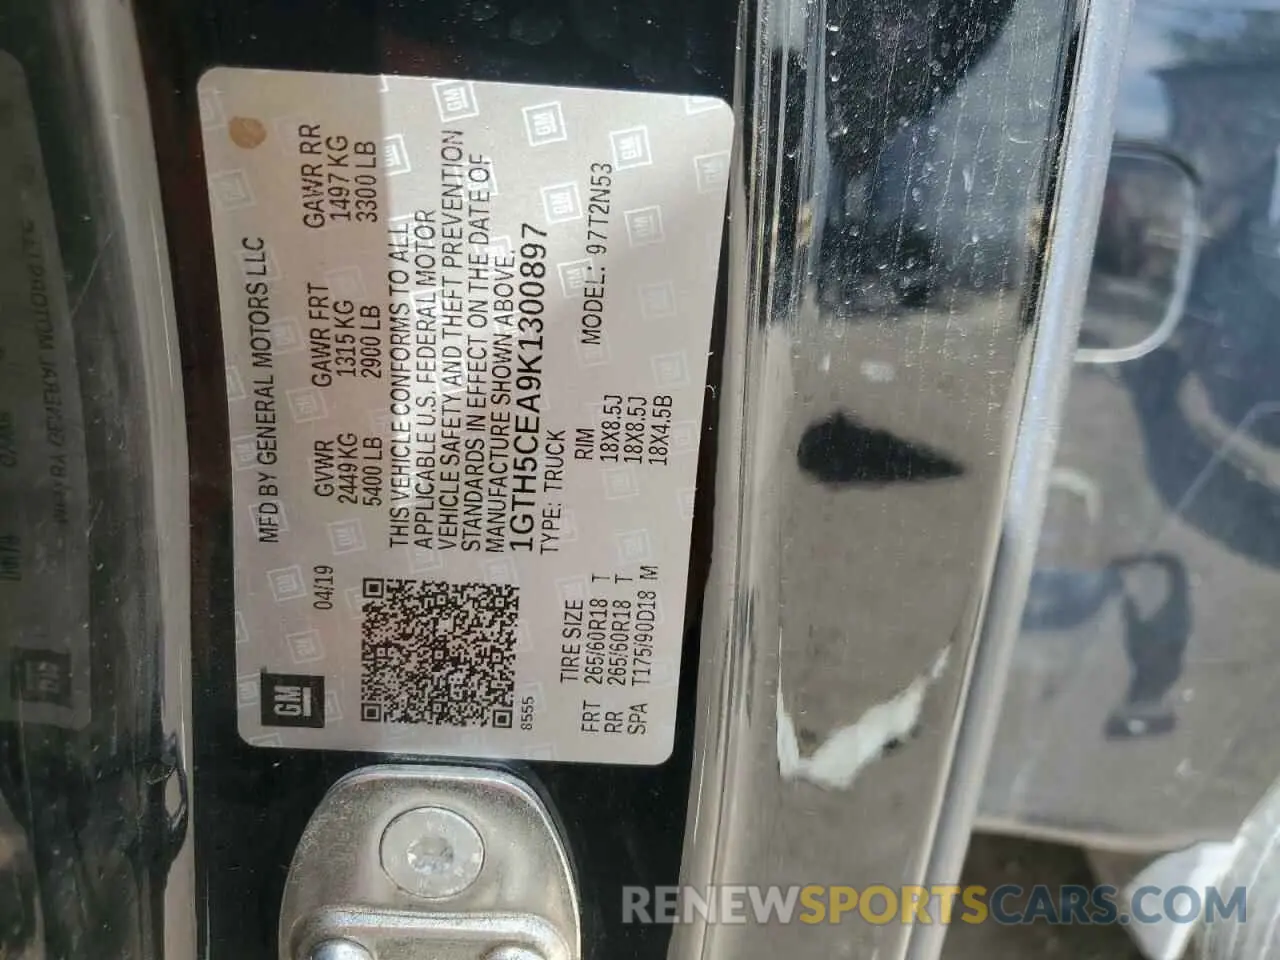 MFD BY GENERAL MOTORS LLC
04/19
GVWR GAWR FRT GAWR RR
2449 KG 1315 KG 1497 KG
5400 LB 2900 LB 3300 LB
THIS VEHICLE CONFORMS TO ALL
APPLICABLE U.S. FEDERAL MOTOR
VEHICLE SAFETY AND THEFT PREVENTION
STANDARDS IN EFFECT ON THE DATE OF
MANUFACTURE SHOWN ABOVE.
1GTH5CEA9K1300897
TYPE: TRUCK MODEL: 97T2N53
GM
8555
TIRE SIZE RIM
FRT 265/60R18 T 18X8.5J
RR 265/60R18 T 18X8.5J
SPA T175/90D18 M 18X4.5B
RENEWSPORTSCARS.COM